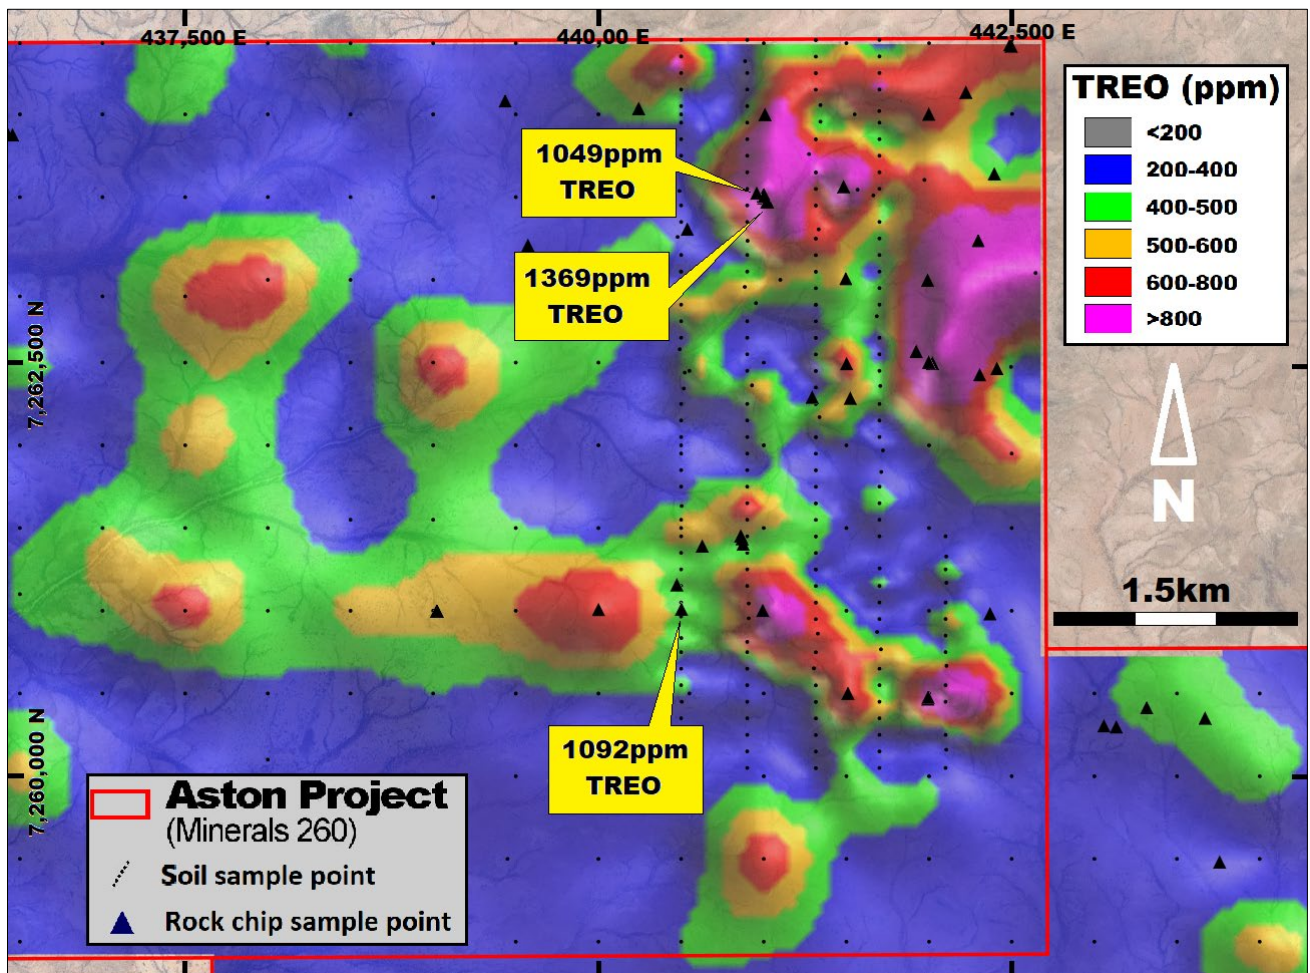 437,500 E
440,00 E
442,500 E
TREO (ppm)
<200
200-400
400-500
500-600
600-800
>800
1049ppm
TREO
1369ppm
TREO
7,262,500 N
N
1.5km
1092ppm
TREO
7,260,000 N
Aston Project
(Minerals 260)
Soil sample point
Rock chip sample point